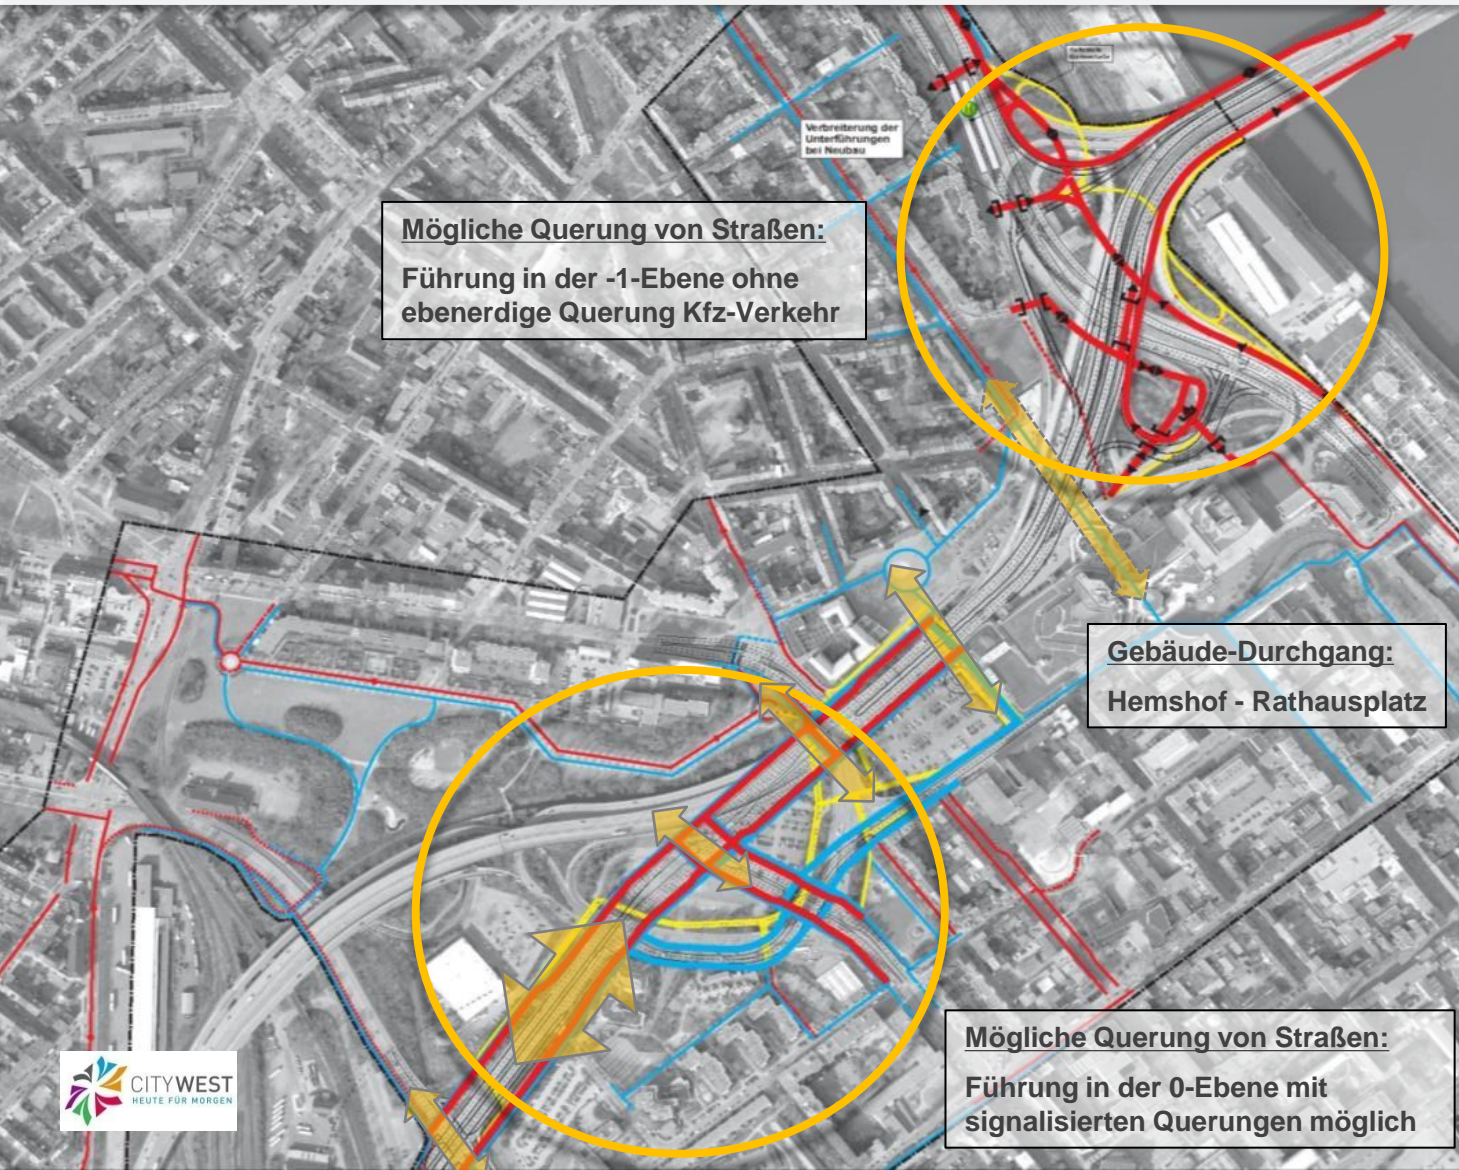 Verbreiterung der
Unterführungen
bei Neubau
Mögliche Querung von Straßen:
Führung in der -1-Ebene ohne
ebenerdige Querung Kfz-Verkehr
Gebäude-Durchgang:
Hemshof - Rathausplatz
Mögliche Querung von Straßen:
Führung in der 0-Ebene mit
signalisierten Querungen möglich
CITYWEST
HEUTE FÜR MORGEN